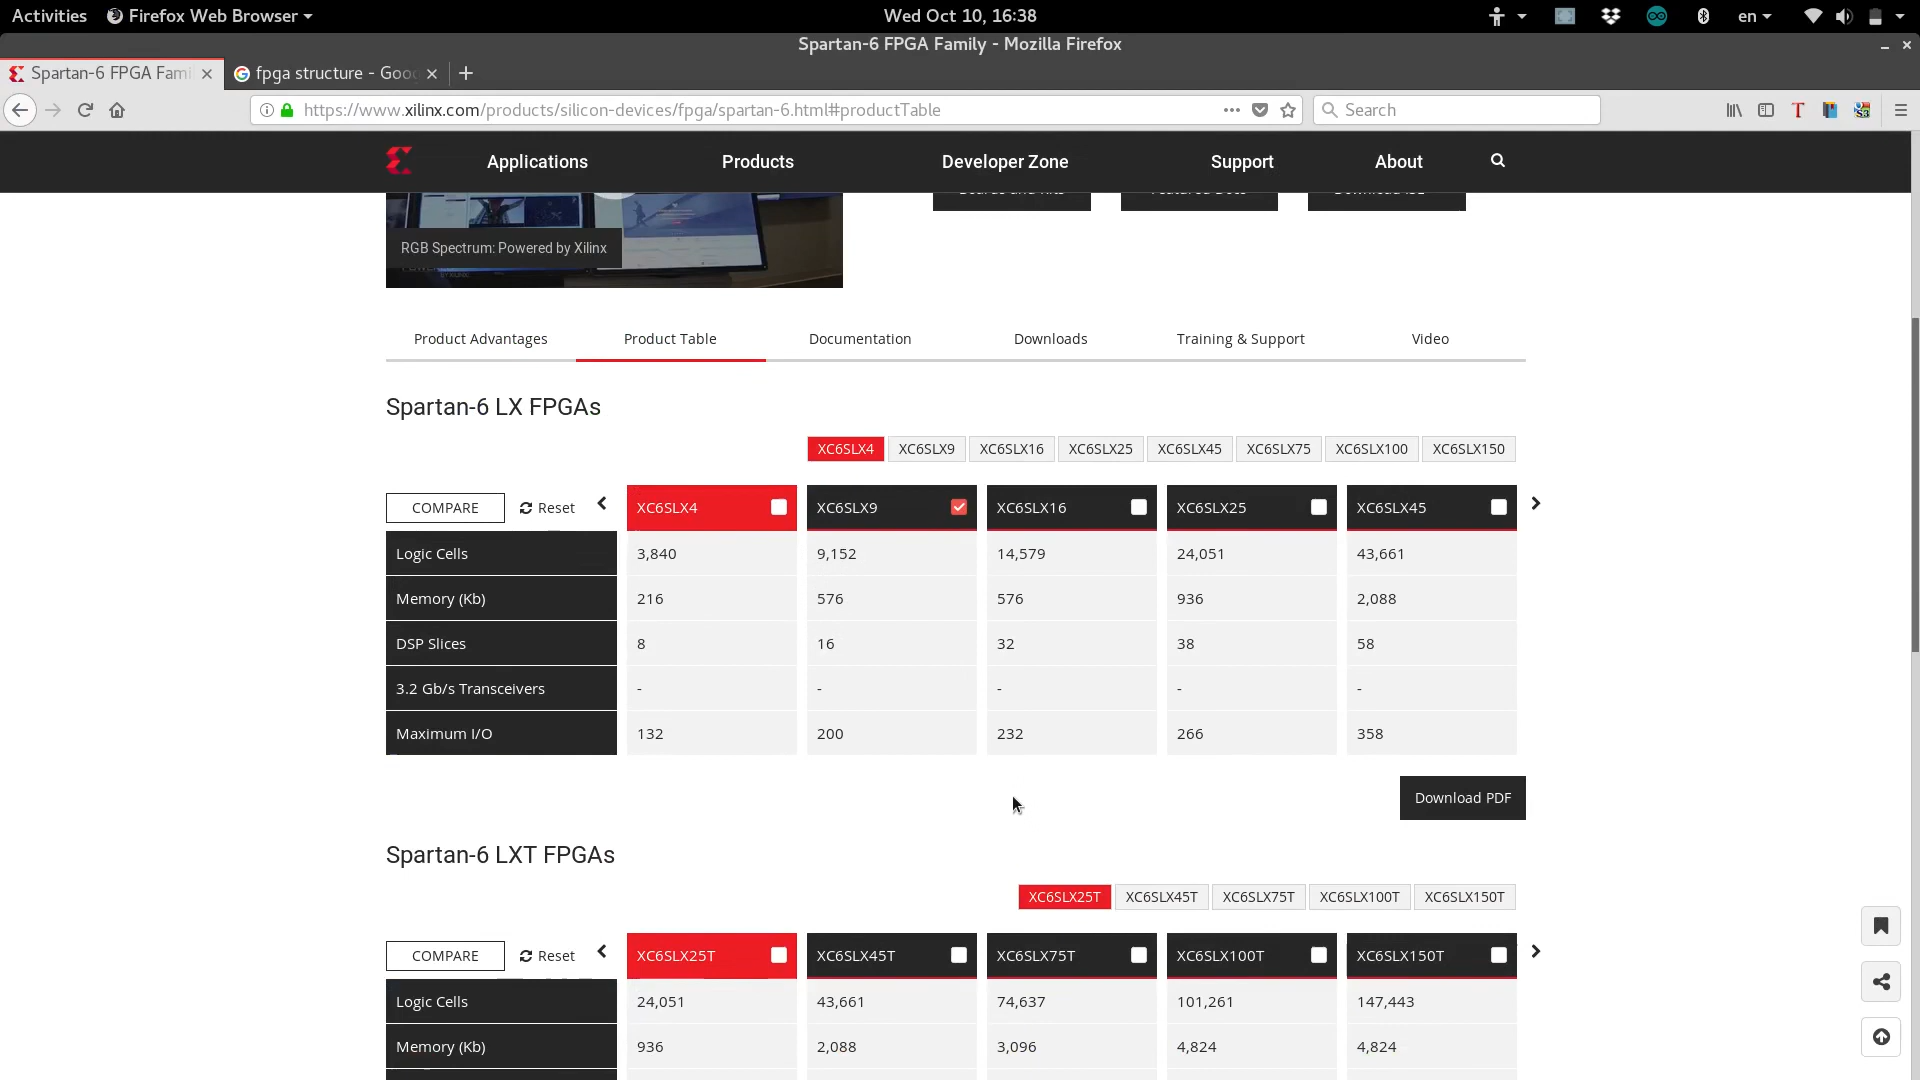 Activities Firefox Web Browser Wed Oct 10, 16:38 en
Spartan-6 FPGA Family - Mozilla Firefox
Spartan-6 FPGA Fami fpga structure - Goo
https://www.xilinx.com/products/silicon-devices/fpga/spartan-6.html#productTable Search
Applications Products Developer Zone Support About
RGB Spectrum: Powered by Xilinx
Product Advantages Product Table Documentation Downloads Training & Support Video
Spartan-6 LX FPGAs
XC6SLX4 XC6SLX9 XC6SLX16 XC6SLX25 XC6SLX45 XC6SLX75 XC6SLX100 XC6SLX150
COMPARE Reset XC6SLX4 XC6SLX9 XC6SLX16 XC6SLX25 XC6SLX45
Logic Cells 3,840 9,152 14,579 24,051 43,661
Memory (Kb) 216 576 576 936 2,088
DSP Slices 8 16 32 38 58
3.2 Gb/s Transceivers - - - - -
Maximum I/O 132 200 232 266 358
Download PDF
Spartan-6 LXT FPGAs
XC6SLX25T XC6SLX45T XC6SLX75T XC6SLX100T XC6SLX150T
COMPARE Reset XC6SLX25T XC6SLX45T XC6SLX75T XC6SLX100T XC6SLX150T
Logic Cells 24,051 43,661 74,637 101,261 147,443
Memory (Kb) 936 2,088 3,096 4,824 4,824